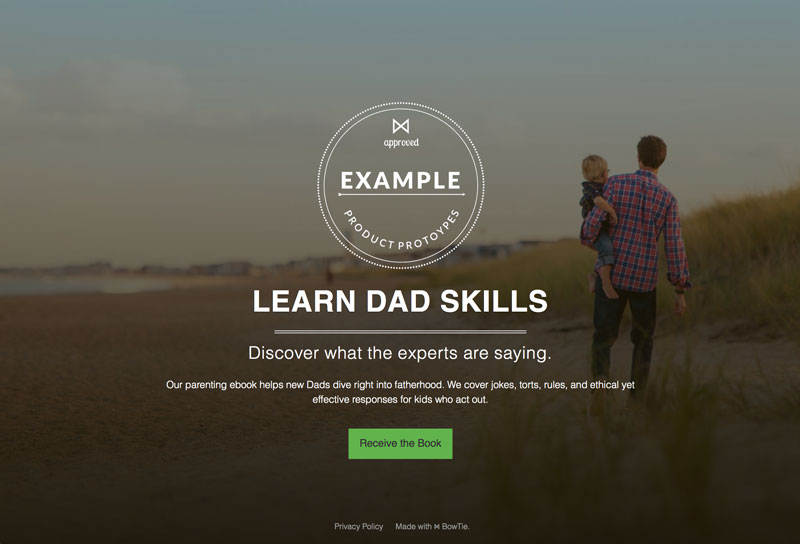 approved
EXAMPLE
PRODUCT PROTOYPES
LEARN DAD SKILLS
Discover what the experts are saying.
Our parenting ebook helps new Dads dive right into fatherhood. We cover jokes, torts, rules, and ethical yet
effective responses for kids who act out.
Receive the Book
Privacy Policy Made with ⋈ BowTie.